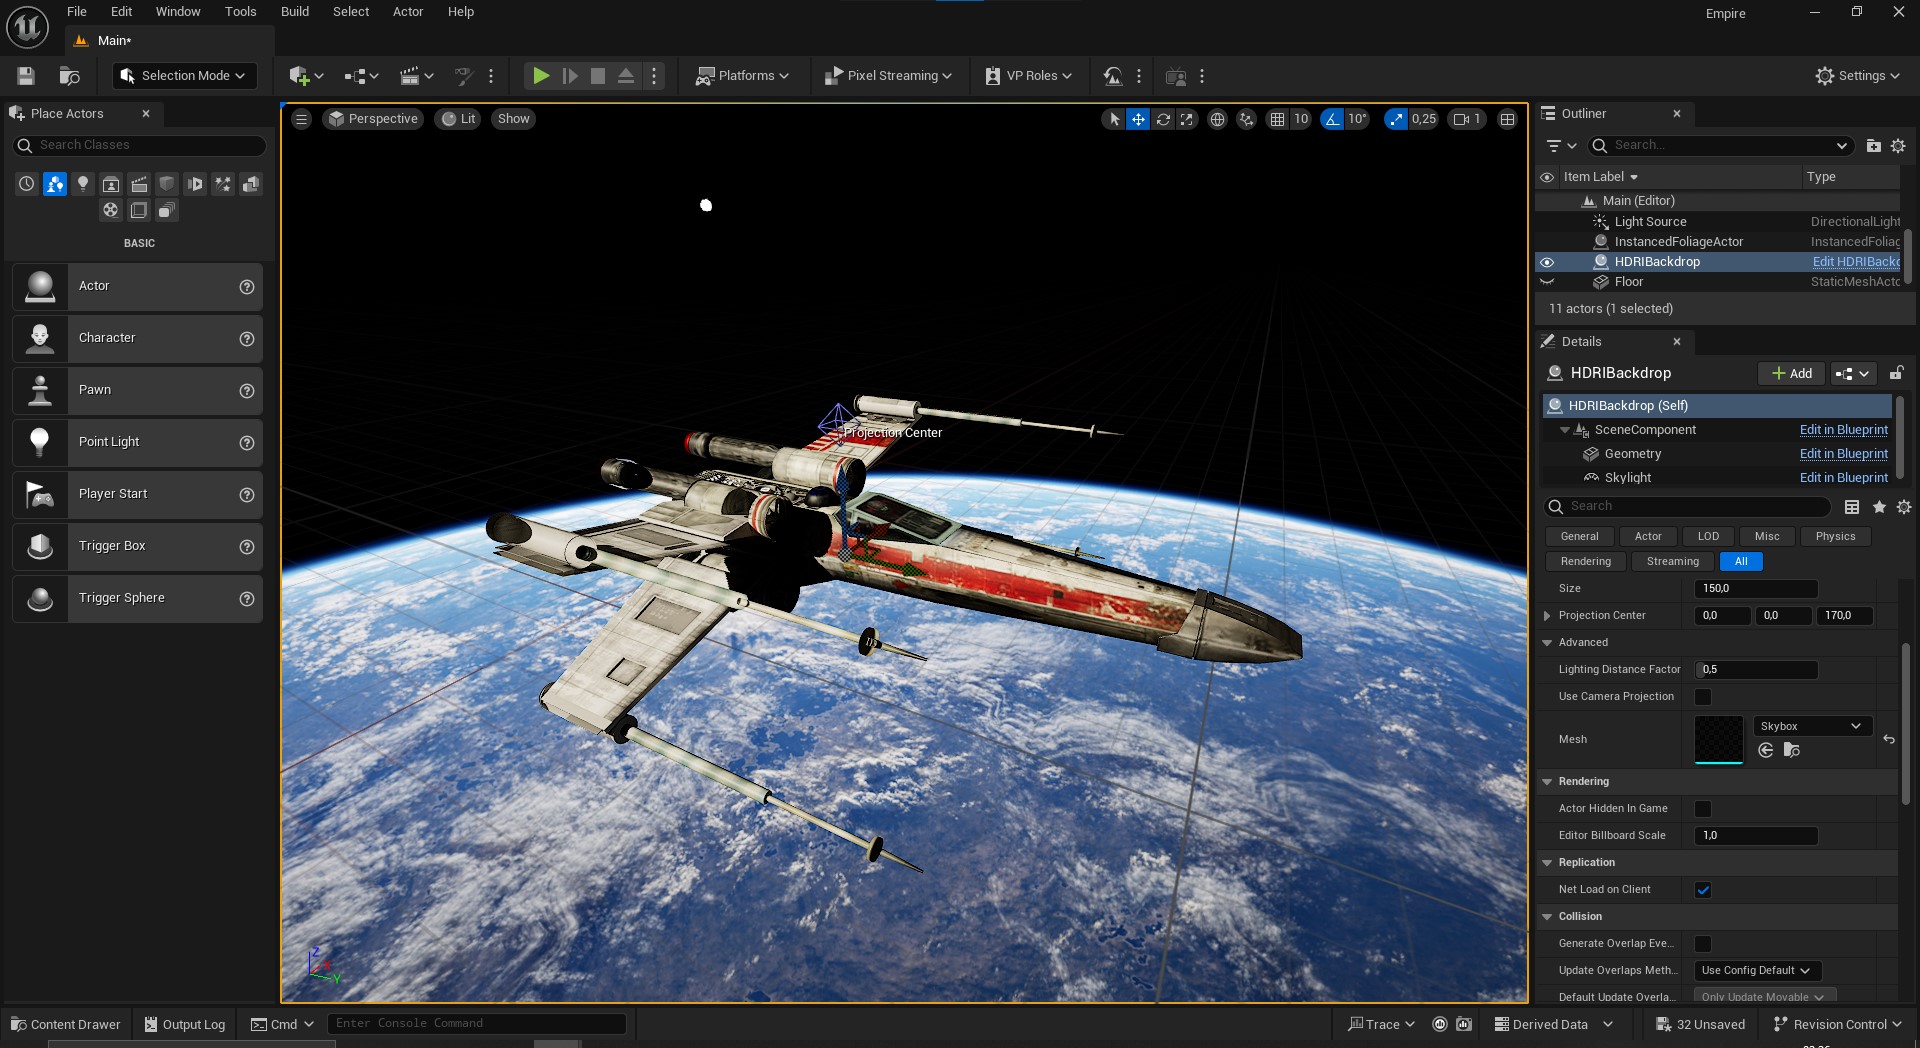 File Edit Window Tools Build Select Actor Help
Empire
Main*
Selection Mode
Platforms
Pixel Streaming
VP Roles
Settings
Place Actors
Search Classes
BASIC
Actor
Character
Pawn
Point Light
Player Start
Trigger Box
Trigger Sphere
Perspective
Lit
Show
10
10°
0,25
1
Projection Center
Z
X
Y
Outliner
Search...
Item Label
Type
Main (Editor)
Light Source DirectionalLight
InstancedFoliageActor InstancedFoliag
HDRIBackdrop Edit HDRIBackd
Floor StaticMeshActo
11 actors (1 selected)
Details
HDRIBackdrop
Add
HDRIBackdrop (Self)
SceneComponent Edit in Blueprint
Geometry Edit in Blueprint
Skylight Edit in Blueprint
Search
General Actor LOD Misc Physics
Rendering Streaming All
Size 150,0
Projection Center 0,0 0,0 170,0
Advanced
Lighting Distance Factor 0,5
Use Camera Projection
Mesh Skybox
Rendering
Actor Hidden In Game
Editor Billboard Scale 1,0
Replication
Net Load on Client
Collision
Generate Overlap Eve...
Update Overlaps Meth... Use Config Default
Default Update Overla... Only Update Movable
Content Drawer
Output Log
Cmd
Enter Console Command
Trace
Derived Data
32 Unsaved
Revision Control